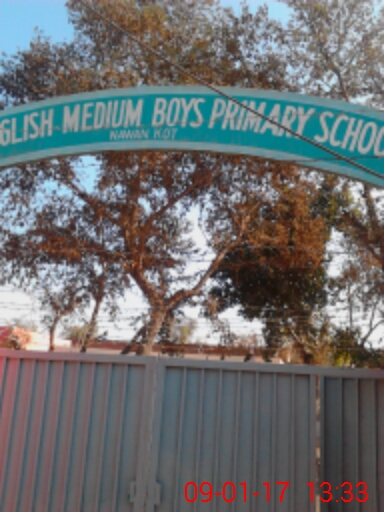 GLISH MEDIUM BOYS PRIMARY SCHOO
NAWAN KOT
09-01-17 13:33